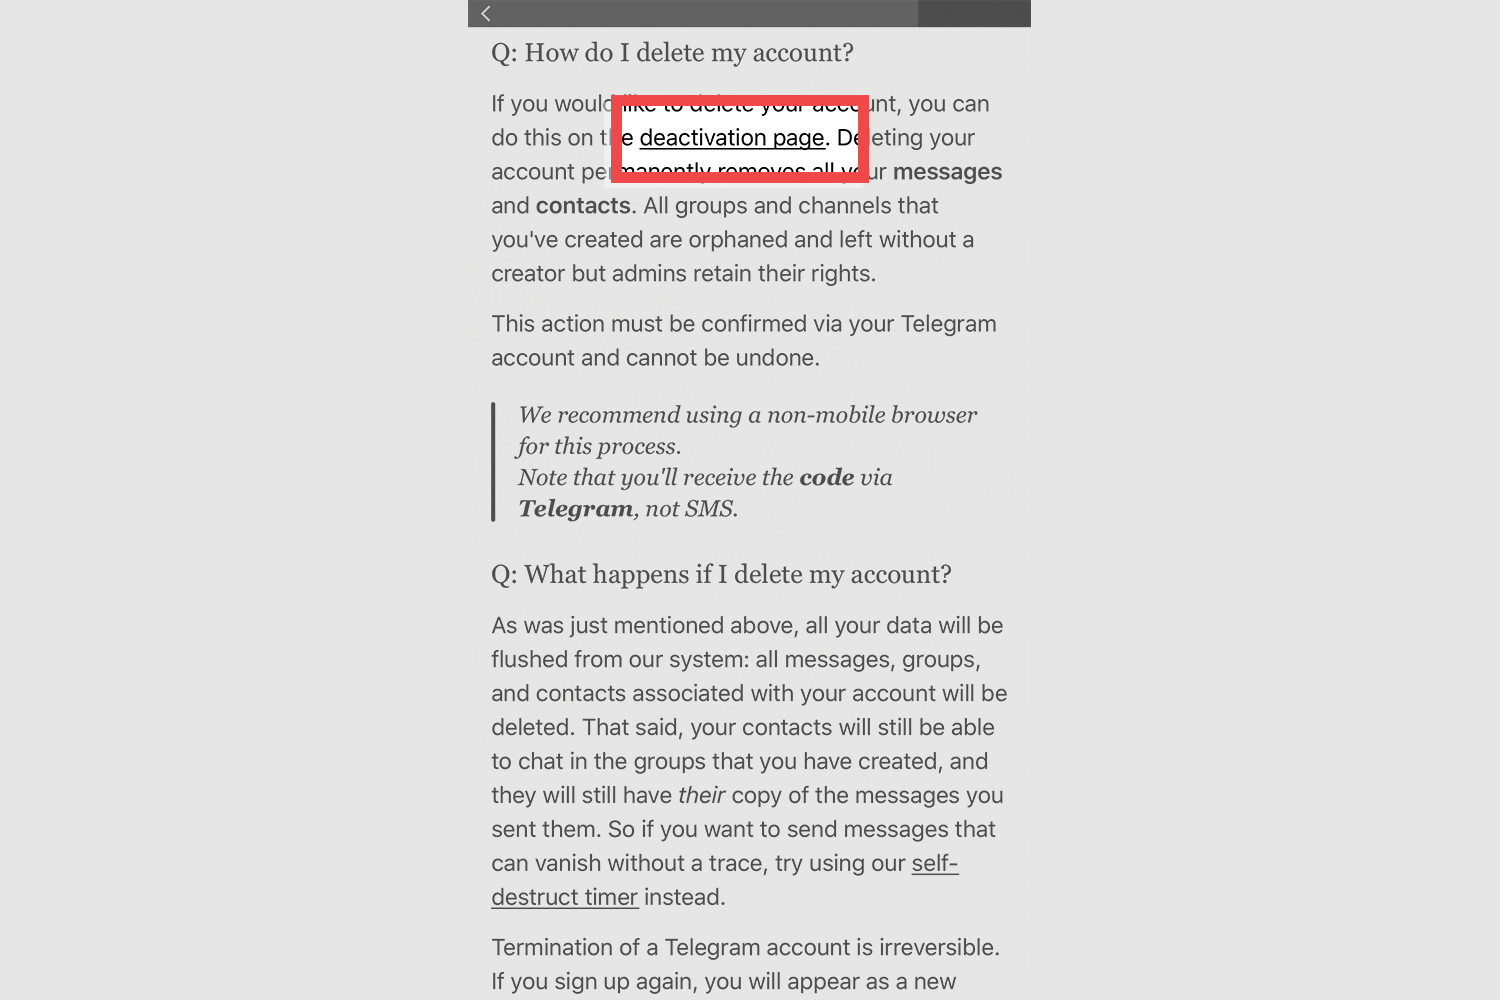 Q: How do I delete my account?
If you would like to delete your account, you can
do this on the deactivation page. Deleting your
account permanently removes all your messages
and contacts. All groups and channels that
you've created are orphaned and left without a
creator but admins retain their rights.
This action must be confirmed via your Telegram
account and cannot be undone.
We recommend using a non-mobile browser
for this process.
Note that you'll receive the code via
Telegram, not SMS.
Q: What happens if I delete my account?
As was just mentioned above, all your data will be
flushed from our system: all messages, groups,
and contacts associated with your account will be
deleted. That said, your contacts will still be able
to chat in the groups that you have created, and
they will still have their copy of the messages you
sent them. So if you want to send messages that
can vanish without a trace, try using our self-
destruct timer instead.
Termination of a Telegram account is irreversible.
If you sign up again, you will appear as a new